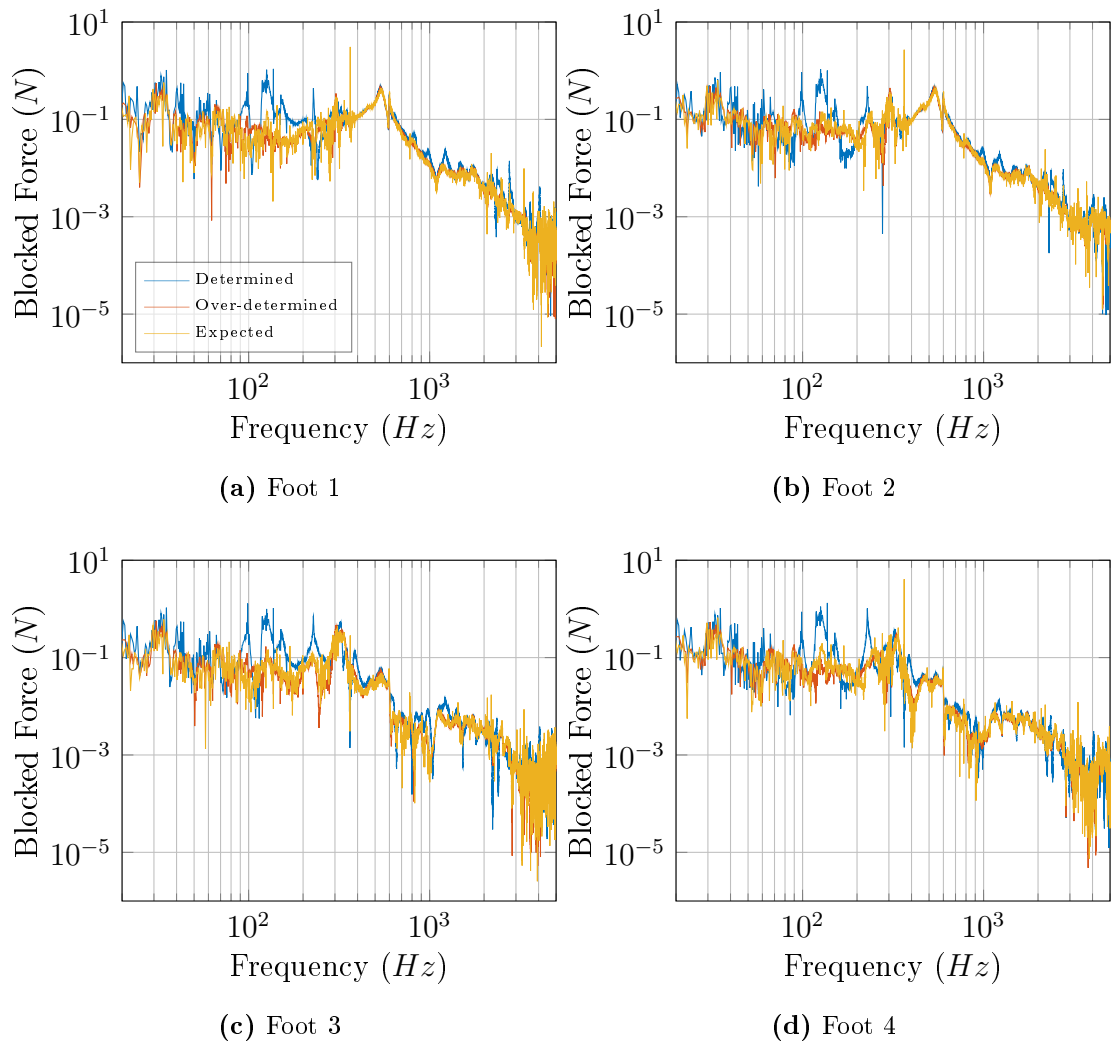 10^1
10^−1
10^−3
10^−5
Blocked Force (N)
Determined
Over-determined
Expected
10^2
10^3
Frequency (Hz)
(a) Foot 1
10^1
10^−1
10^−3
10^−5
Blocked Force (N)
10^2
10^3
Frequency (Hz)
(b) Foot 2
10^1
10^−1
10^−3
10^−5
Blocked Force (N)
10^2
10^3
Frequency (Hz)
(c) Foot 3
10^1
10^−1
10^−3
10^−5
Blocked Force (N)
10^2
10^3
Frequency (Hz)
(d) Foot 4